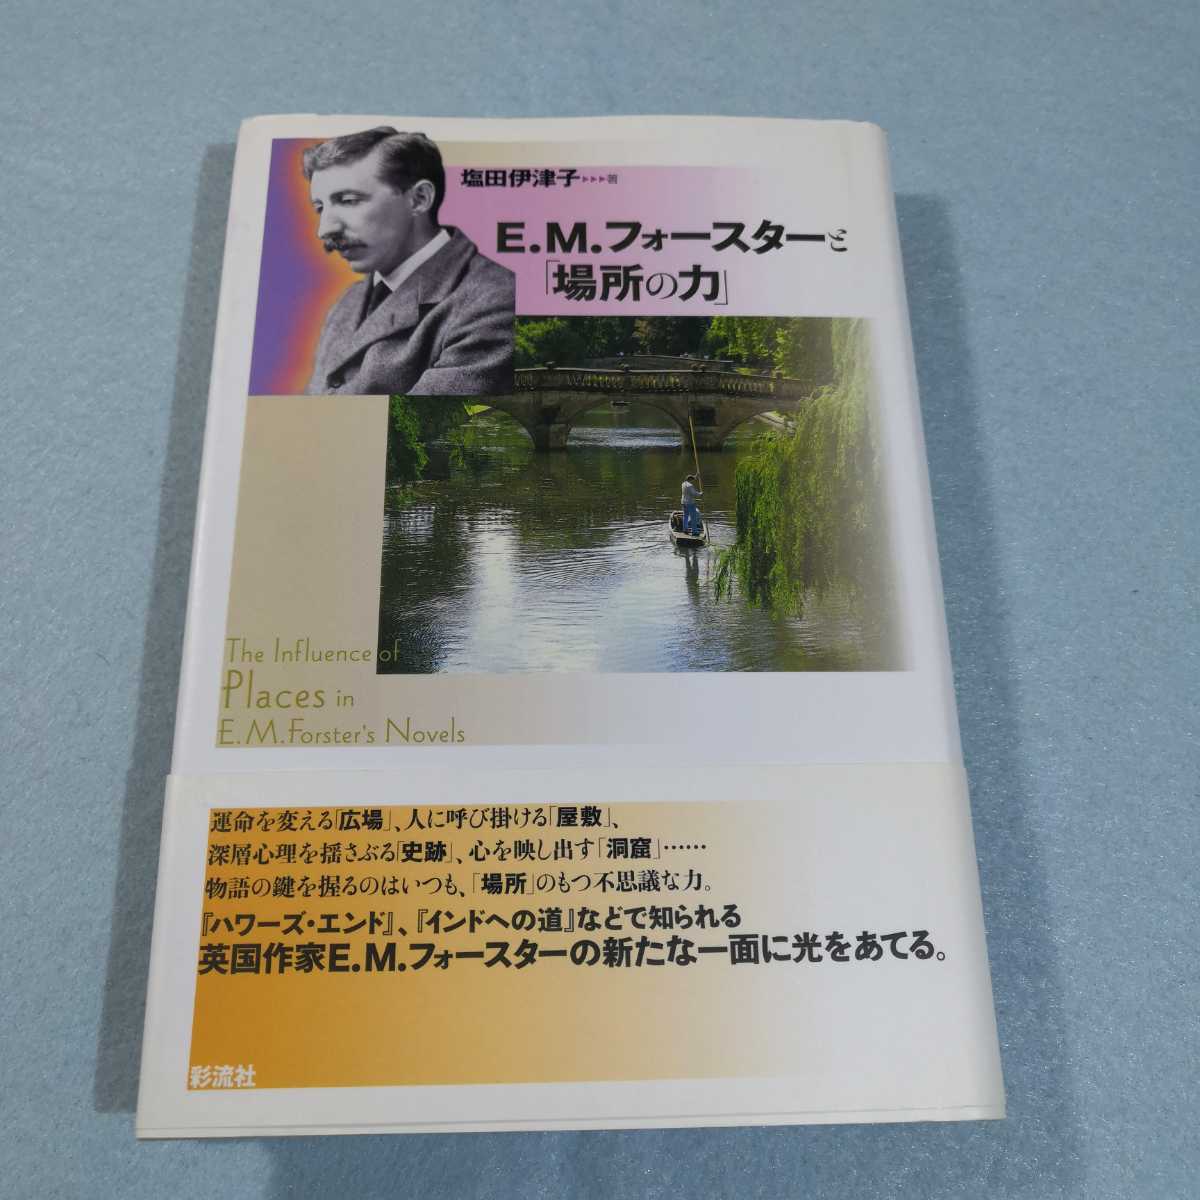 塩田伊津子▸▸▸著
E.M.フォースターと
「場所の力」
The Influence of
Places in
E.M.Forster's Novels
運命を変える「広場」、人に呼び掛ける「屋敷」、
深層心理を揺さぶる「史跡」、心を映し出す「洞窟」……
物語の鍵を握るのはいつも、「場所」のもつ不思議な力。
『ハワーズ・エンド』、『インドへの道』などで知られる
英国作家E.M.フォースターの新たな一面に光をあてる。
彩流社